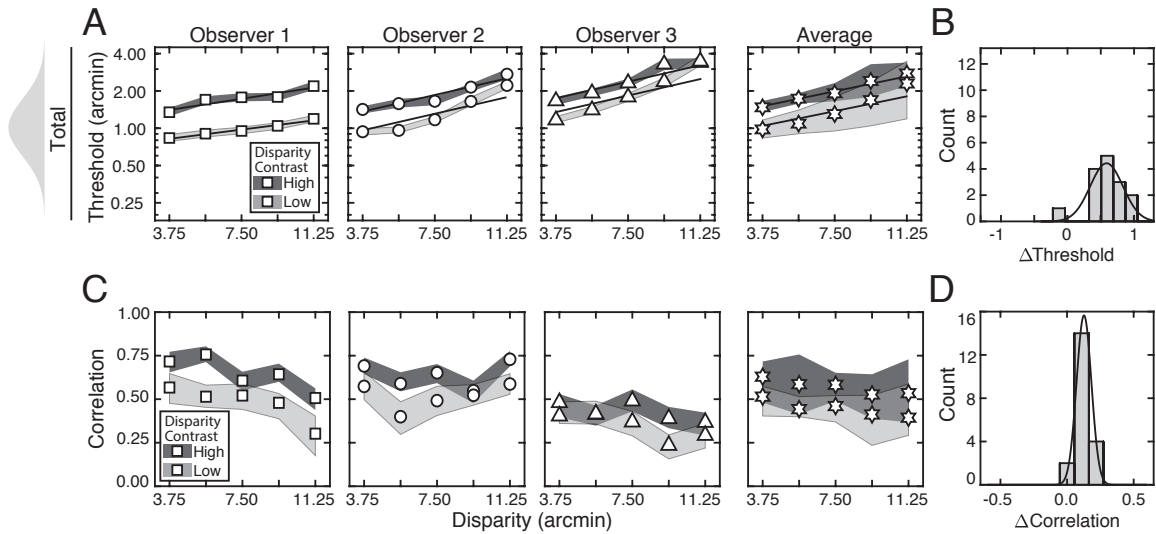 A
B
Observer 1
Observer 2
Observer 3
Average
Total
Threshold (arcmin)
4.00
2.00
1.00
0.50
0.25
Disparity
Contrast
High
Low
3.75 7.50 11.25
3.75 7.50 11.25
3.75 7.50 11.25
3.75 7.50 11.25
Count
12
10
8
6
4
2
0
-1 0 1
ΔThreshold
C
D
Correlation
1.00
0.75
0.50
0.25
0.00
Disparity
Contrast
High
Low
3.75 7.50 11.25
3.75 7.50 11.25
3.75 7.50 11.25
3.75 7.50 11.25
Disparity (arcmin)
Count
16
12
8
4
0
-0.5 0.0 0.5
ΔCorrelation